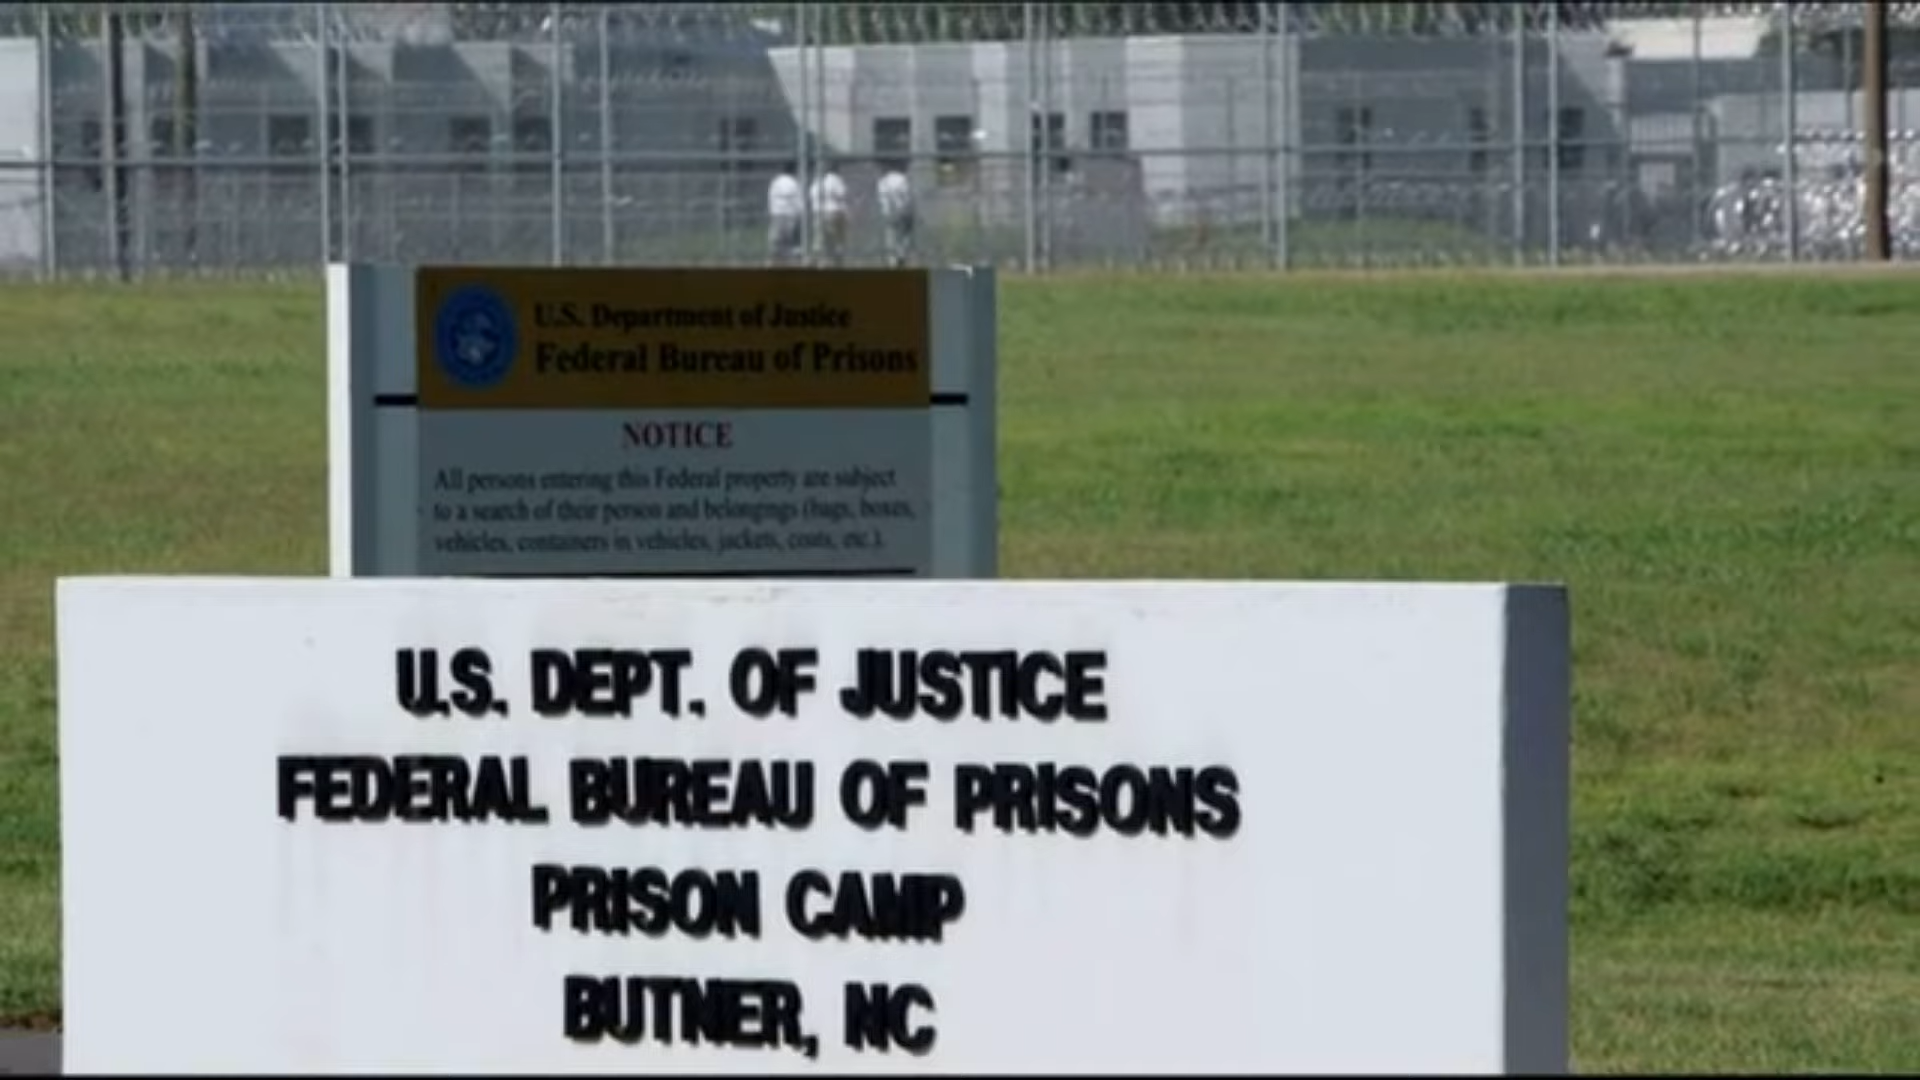 U.S. Department of Justice
Federal Bureau of Prisons
NOTICE
All persons entering this Federal property are subject
to a search of their person and belongings (bags, boxes,
vehicles, containers in vehicles, jackets, coats, etc.).
U.S. DEPT. OF JUSTICE
FEDERAL BUREAU OF PRISONS
PRISON CAMP
BUTNER, NC